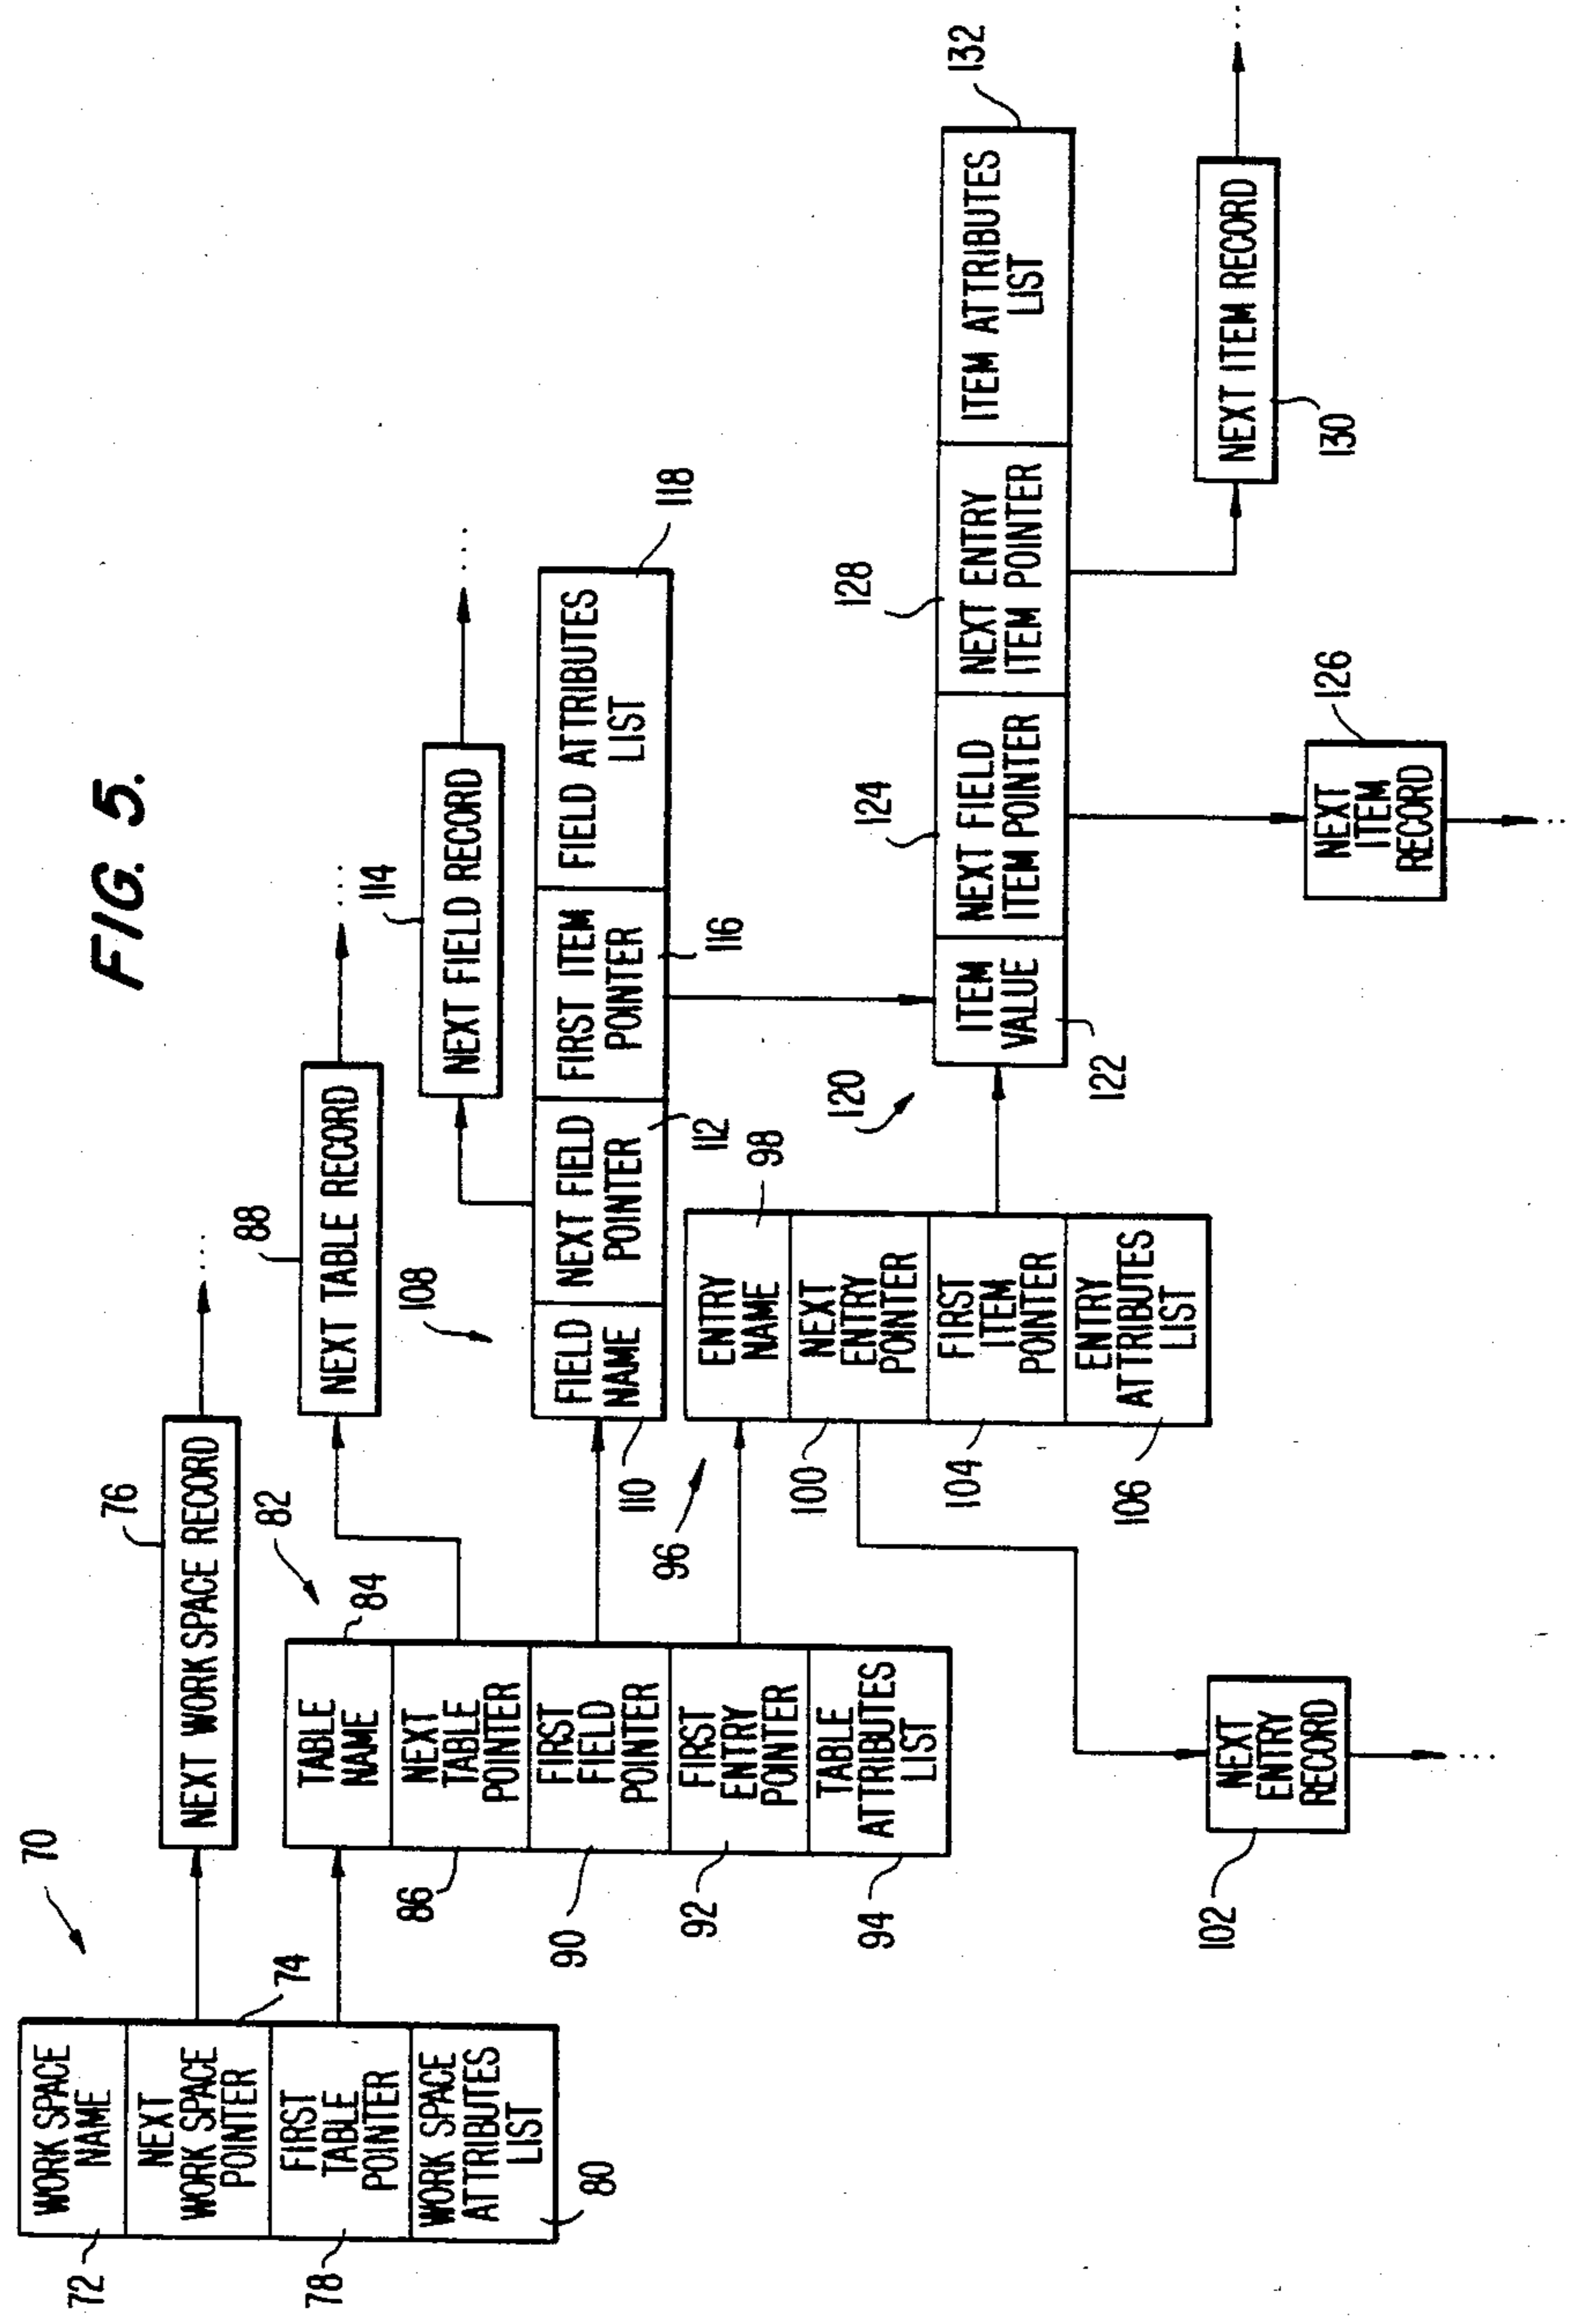 FIG. 5.
70
72
WORK SPACE
NAME
NEXT
WORK SPACE
POINTER
74
FIRST
TABLE
POINTER
78
WORK SPACE
ATTRIBUTES
LIST
80
76
NEXT WORK SPACE RECORD
...
82
TABLE
NAME
84
NEXT
TABLE
POINTER
86
FIRST
FIELD
POINTER
90
FIRST
ENTRY
POINTER
92
TABLE
ATTRIBUTES
LIST
94
88
NEXT TABLE RECORD
...
108
FIELD
NAME
110
NEXT FIELD
POINTER
112
FIRST ITEM
POINTER
116
FIELD ATTRIBUTES
LIST
118
114
NEXT FIELD RECORD
...
96
ENTRY
NAME
98
NEXT
ENTRY
POINTER
100
FIRST
ITEM
POINTER
104
ENTRY
ATTRIBUTES
LIST
106
NEXT
ENTRY
RECORD
102
...
120
ITEM
VALUE
122
124
NEXT FIELD
ITEM POINTER
128
NEXT ENTRY
ITEM POINTER
ITEM ATTRIBUTES
LIST
132
126
NEXT
ITEM
RECORD
...
NEXT ITEM RECORD
130
...